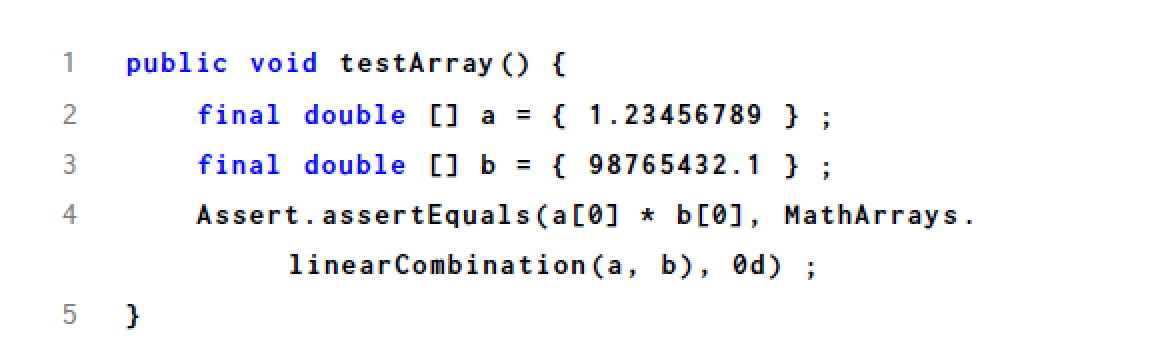 1 public void testArray() {
2 final double [] a = { 1.23456789 } ;
3 final double [] b = { 98765432.1 } ;
4 Assert.assertEquals(a[0] * b[0], MathArrays.
linearCombination(a, b), 0d) ;
5 }